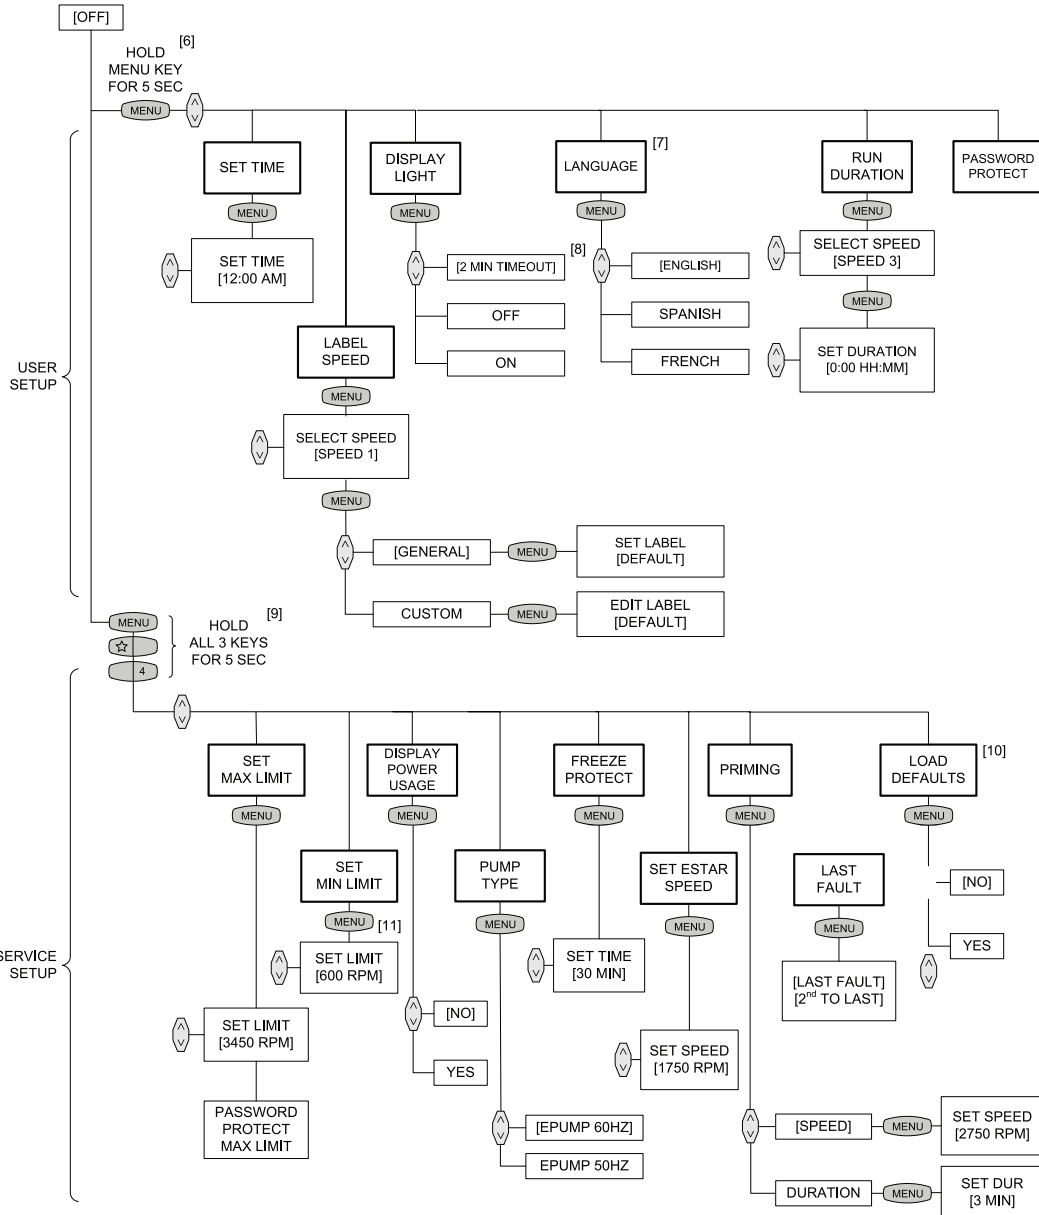 [OFF]
[6]
HOLD
MENU KEY
FOR 5 SEC
MENU
SET TIME
MENU
SET TIME
[12:00 AM]
LABEL
SPEED
MENU
SELECT SPEED
[SPEED 1]
MENU
[GENERAL]
MENU
SET LABEL
[DEFAULT]
CUSTOM
MENU
EDIT LABEL
[DEFAULT]
DISPLAY
LIGHT
MENU
[2 MIN TIMEOUT]
OFF
ON
[7]
LANGUAGE
MENU
[8]
[ENGLISH]
SPANISH
FRENCH
RUN
DURATION
MENU
SELECT SPEED
[SPEED 3]
MENU
SET DURATION
[0:00 HH:MM]
PASSWORD
PROTECT
USER
SETUP
MENU
☆
4
[9]
HOLD
ALL 3 KEYS
FOR 5 SEC
SERVICE
SETUP
SET
MAX LIMIT
MENU
SET LIMIT
[3450 RPM]
PASSWORD
PROTECT
MAX LIMIT
SET
MIN LIMIT
MENU
[11]
SET LIMIT
[600 RPM]
DISPLAY
POWER
USAGE
MENU
[NO]
YES
PUMP
TYPE
MENU
[EPUMP 60HZ]
EPUMP 50HZ
FREEZE
PROTECT
MENU
SET TIME
[30 MIN]
SET ESTAR
SPEED
MENU
SET SPEED
[1750 RPM]
PRIMING
MENU
[SPEED]
MENU
SET SPEED
[2750 RPM]
DURATION
MENU
SET DUR
[3 MIN]
LAST
FAULT
MENU
[LAST FAULT]
[2nd TO LAST]
[10]
LOAD
DEFAULTS
MENU
[NO]
YES